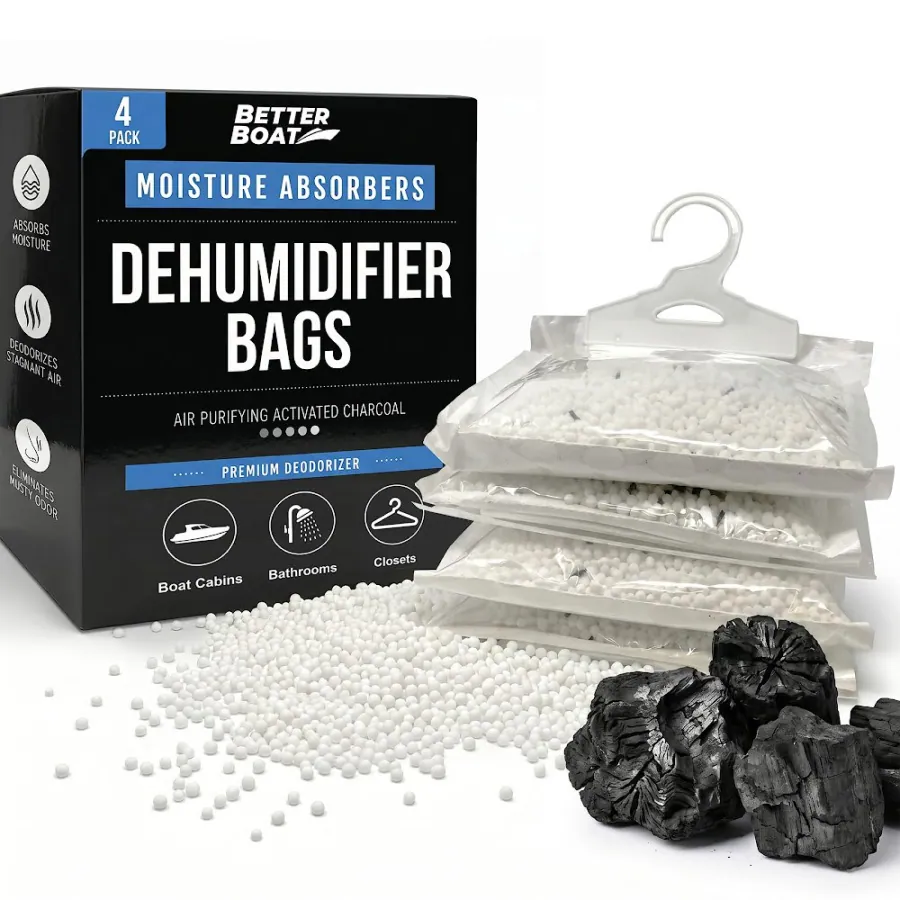 4
PACK
BETTER
BOAT
MOISTURE ABSORBERS
DEHUMIDIFIER
BAGS
AIR PURIFYING ACTIVATED CHARCOAL
PREMIUM DEODORIZER
Boat Cabins
Bathrooms
Closets
ABSORBS
MOISTURE
DEODORIZES
STAGNANT AIR
ELIMINATES
MUSTY ODOR